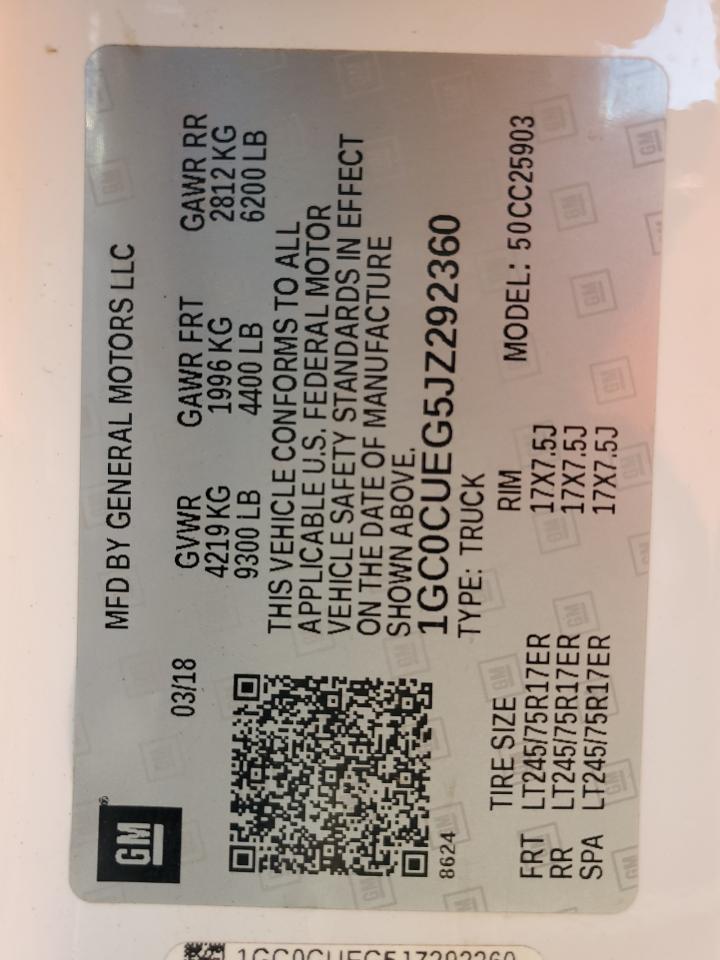 GM
MFD BY GENERAL MOTORS LLC
03/18
GVWR GAWR FRT GAWR RR
4219 KG 1996 KG 2812 KG
9300 LB 4400 LB 6200 LB
THIS VEHICLE CONFORMS TO ALL
APPLICABLE U.S. FEDERAL MOTOR
VEHICLE SAFETY STANDARDS IN EFFECT
ON THE DATE OF MANUFACTURE
SHOWN ABOVE.
1GC0CUEG5JZ292360
8624
TYPE: TRUCK
TIRE SIZE RIM MODEL: 50CC25903
FRT LT245/75R17ER 17X7.5J
RR LT245/75R17ER 17X7.5J
SPA LT245/75R17ER 17X7.5J
1GC0CUEG5JZ292360